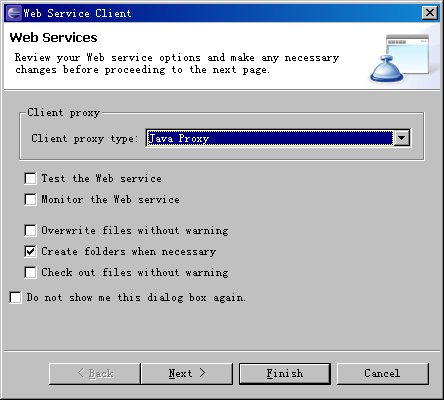 Web Service Client
Web Services
Review your Web service options and make any necessary
changes before proceeding to the next page.
Client proxy
Client proxy type: Java Proxy
Test the Web service
Monitor the Web service
Overwrite files without warning
Create folders when necessary
Check out files without warning
Do not show me this dialog box again.
< Back Next > Finish Cancel